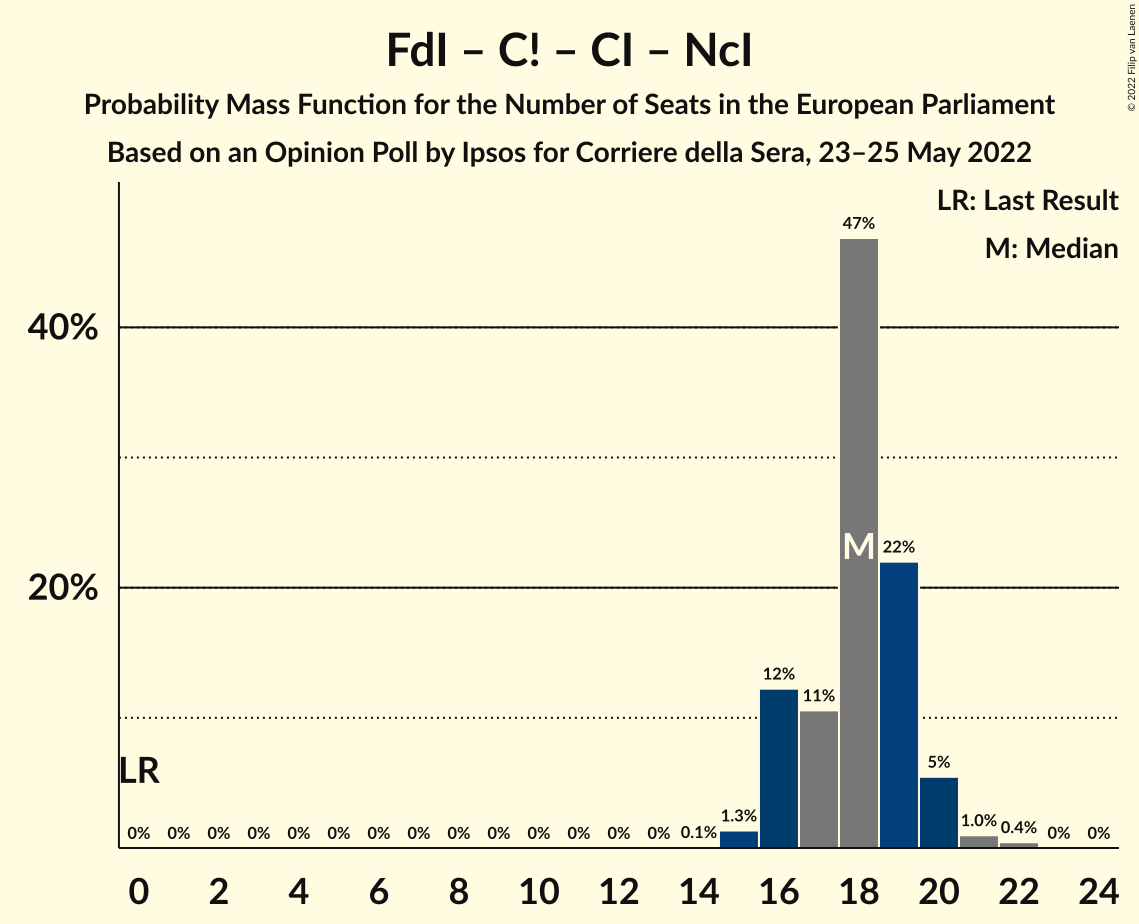 FdI – C! – CI – NcI
Probability Mass Function for the Number of Seats in the European Parliament
Based on an Opinion Poll by Ipsos for Corriere della Sera, 23–25 May 2022
© 2022 Filip van Laenen
LR: Last Result
M: Median
40%
20%
LR
M
0% 0% 0% 0% 0% 0% 0% 0% 0% 0% 0% 0% 0% 0% 0.1% 1.3% 12% 11% 47% 22% 5% 1.0% 0.4% 0% 0%
0 2 4 6 8 10 12 14 16 18 20 22 24